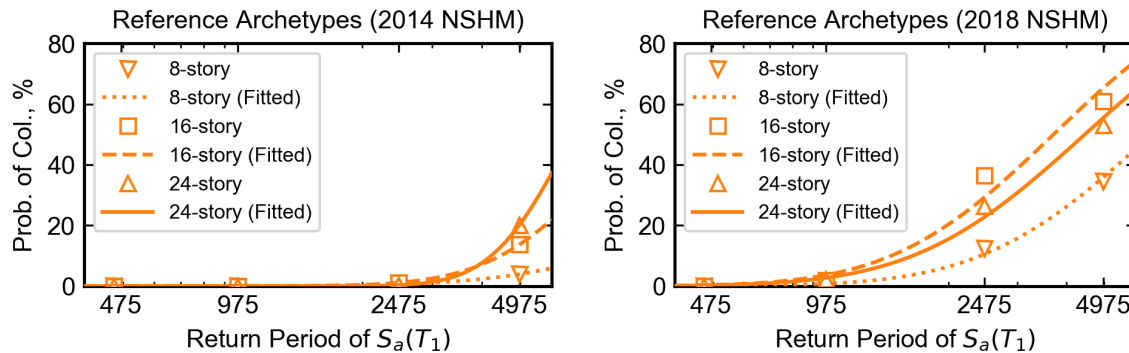 Reference Archetypes (2014 NSHM)
80
60
40
20
0
Prob. of Col., %
8-story
8-story (Fitted)
16-story
16-story (Fitted)
24-story
24-story (Fitted)
475
975
2475
4975
Return Period of Sa(T1)
Reference Archetypes (2018 NSHM)
80
60
40
20
0
Prob. of Col., %
8-story
8-story (Fitted)
16-story
16-story (Fitted)
24-story
24-story (Fitted)
475
975
2475
4975
Return Period of Sa(T1)